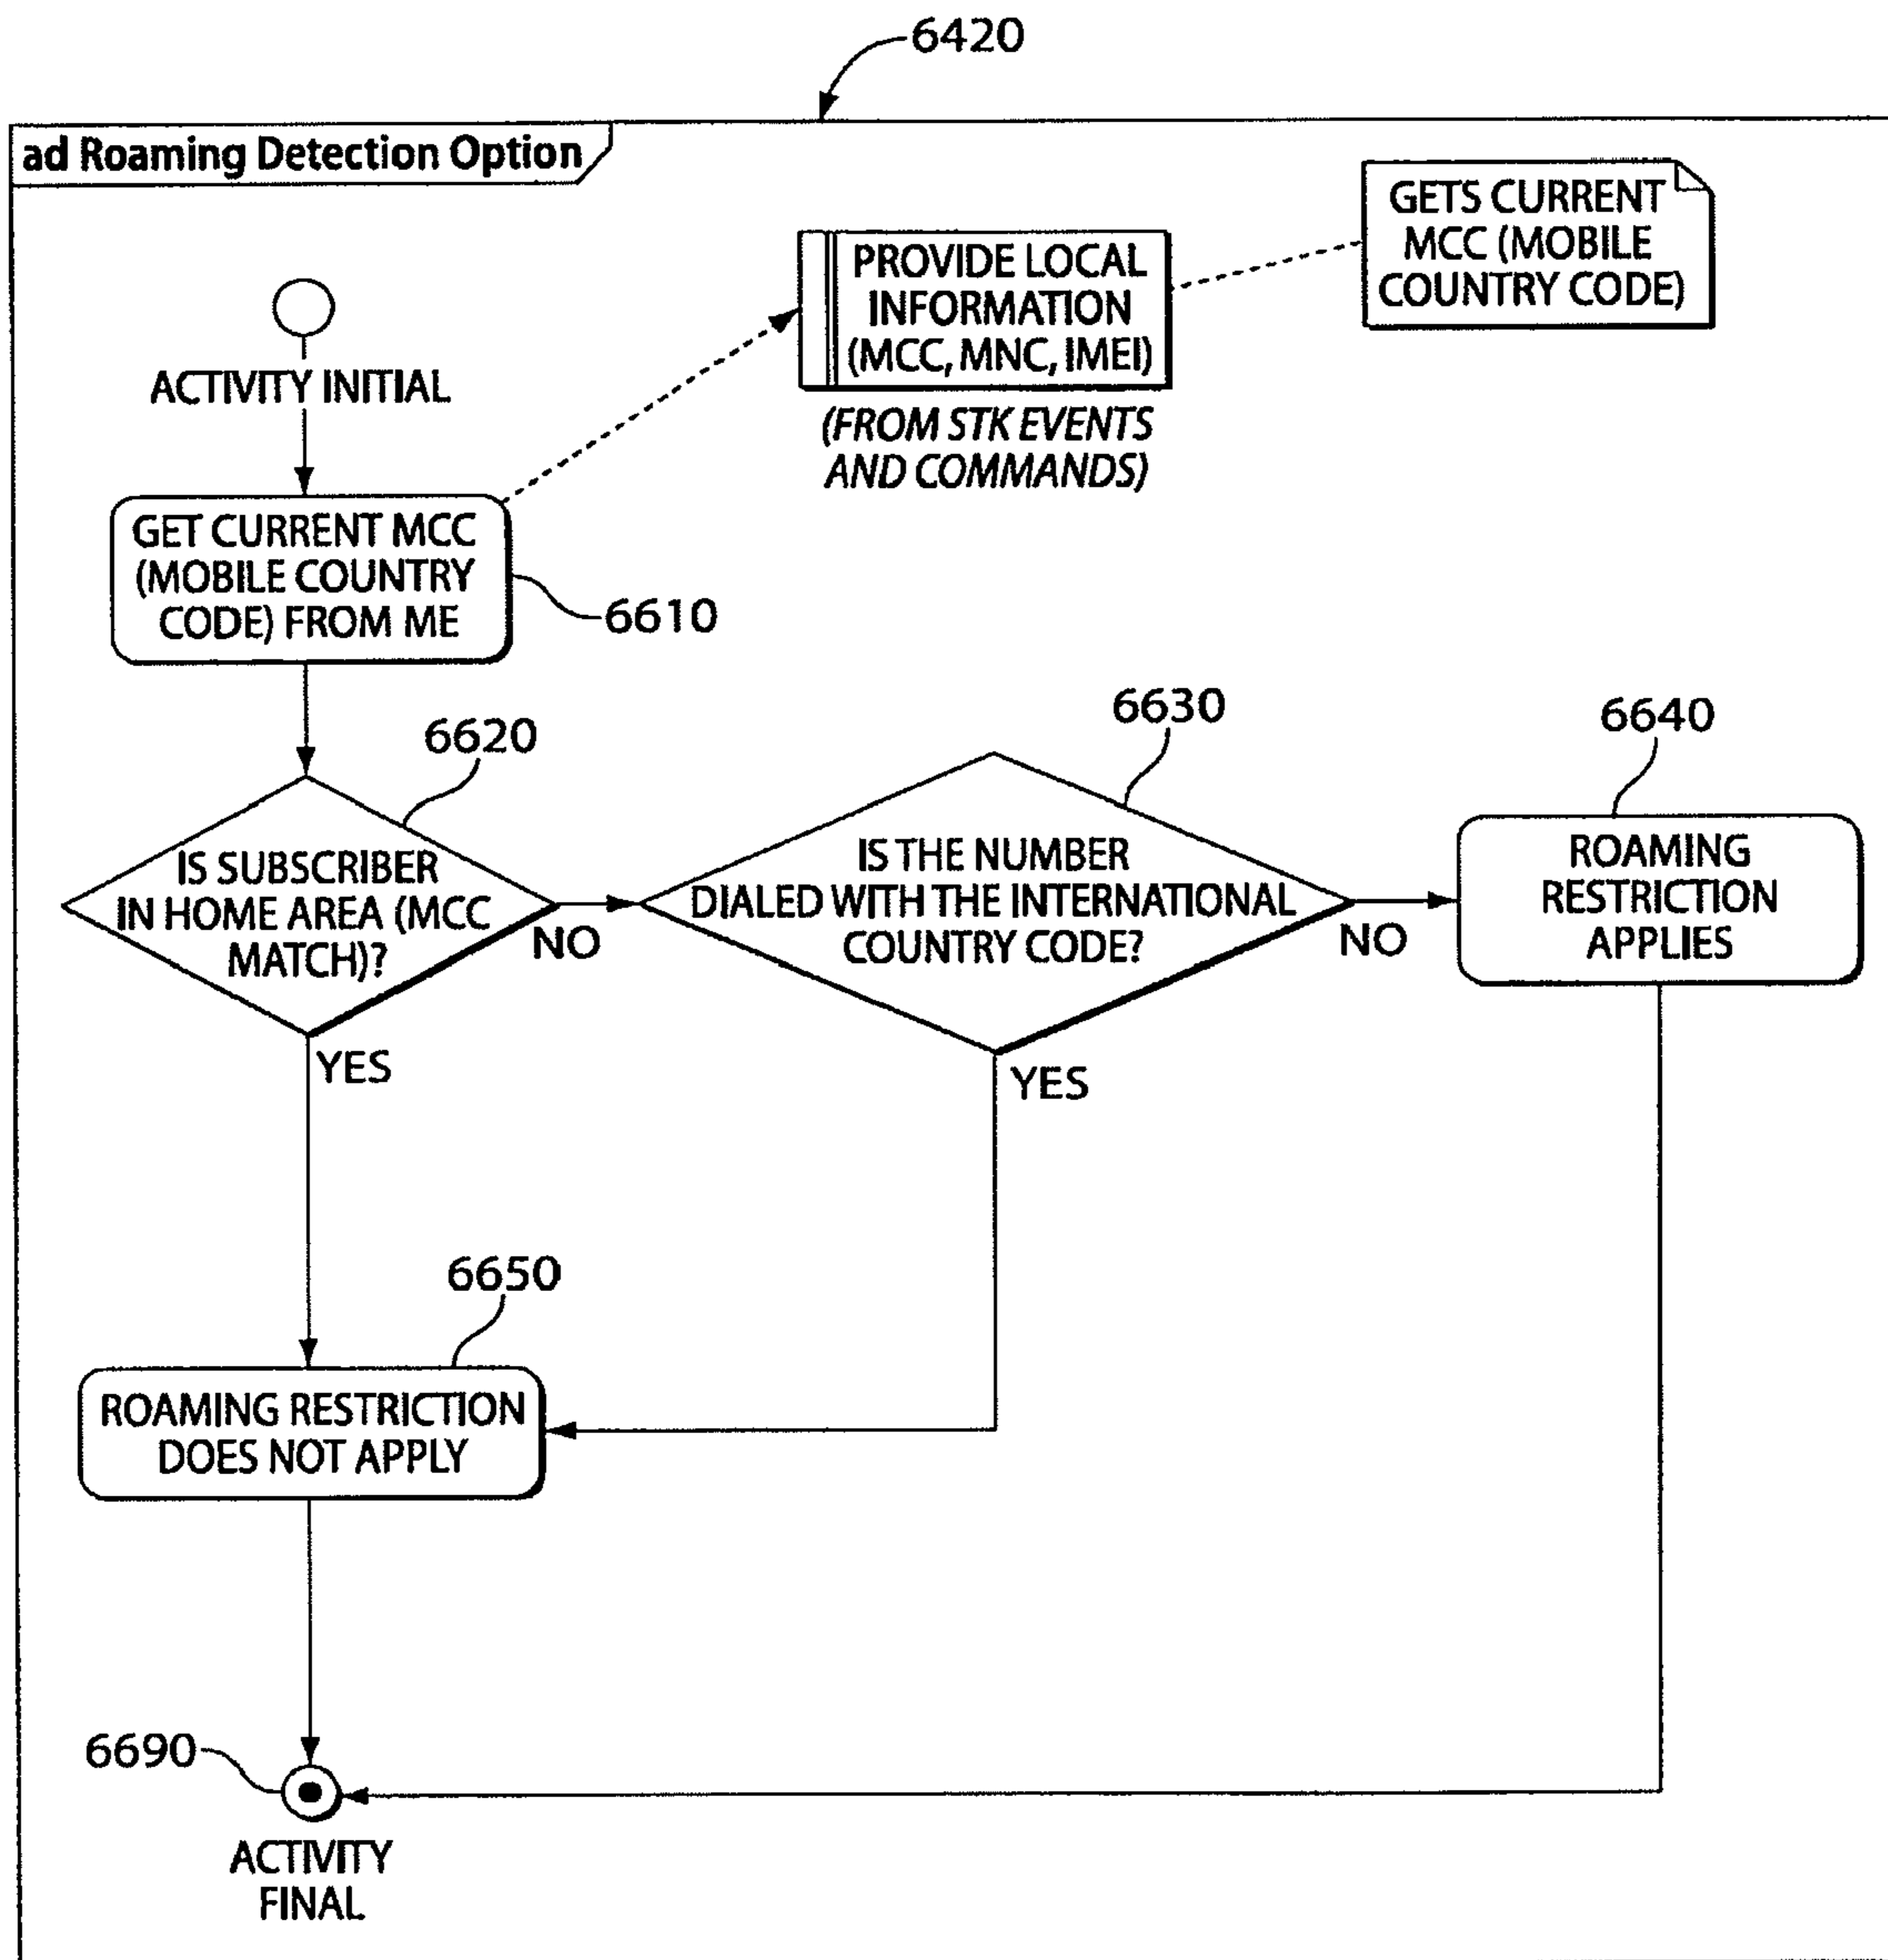 6420
ad Roaming Detection Option
GETS CURRENT
MCC (MOBILE
COUNTRY CODE)
PROVIDE LOCAL
INFORMATION
(MCC, MNC, IMEI)
(FROM STK EVENTS
AND COMMANDS)
ACTIVITY INITIAL
GET CURRENT MCC
(MOBILE COUNTRY
CODE) FROM ME
6610
6620
IS SUBSCRIBER
IN HOME AREA (MCC
MATCH)?
NO
YES
6630
IS THE NUMBER
DIALED WITH THE INTERNATIONAL
COUNTRY CODE?
NO
YES
6640
ROAMING
RESTRICTION
APPLIES
6650
ROAMING RESTRICTION
DOES NOT APPLY
6690
ACTIVITY
FINAL